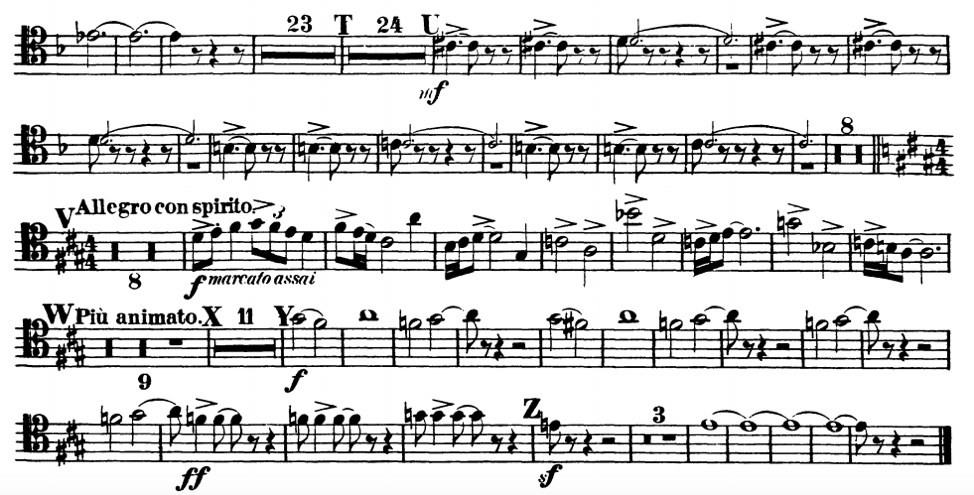 23 T 24 U
mf
8
V Allegro con spirito. 3
8 f marcato assai
W Più animato. X 11 Y
9 f
Z 3
ff sf